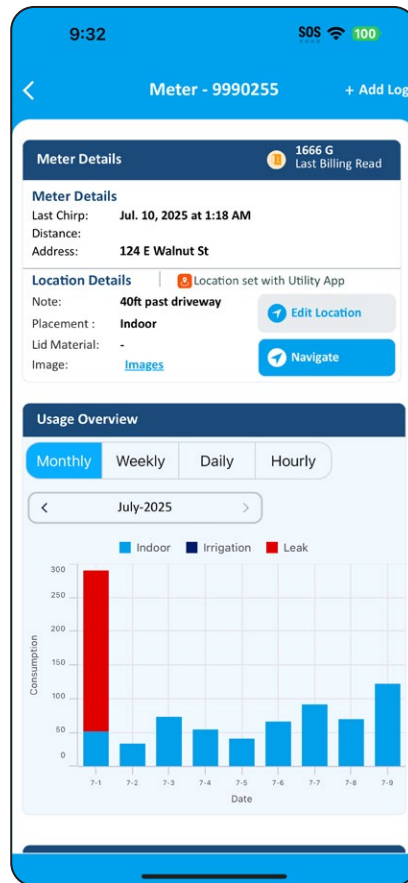 9:32
SOS
100
Meter - 9990255
+ Add Log
Meter Details
1666 G
Last Billing Read
Meter Details
Last Chirp: Jul. 10, 2025 at 1:18 AM
Distance:
Address: 124 E Walnut St
Location Details
Location set with Utility App
Note: 40ft past driveway
Edit Location
Placement : Indoor
Lid Material: -
Navigate
Image: Images
Usage Overview
Monthly Weekly Daily Hourly
< July-2025 >
Indoor Irrigation Leak
300
250
200
150
100
50
0
Consumption
7-1 7-2 7-3 7-4 7-5 7-6 7-7 7-8 7-9
Date